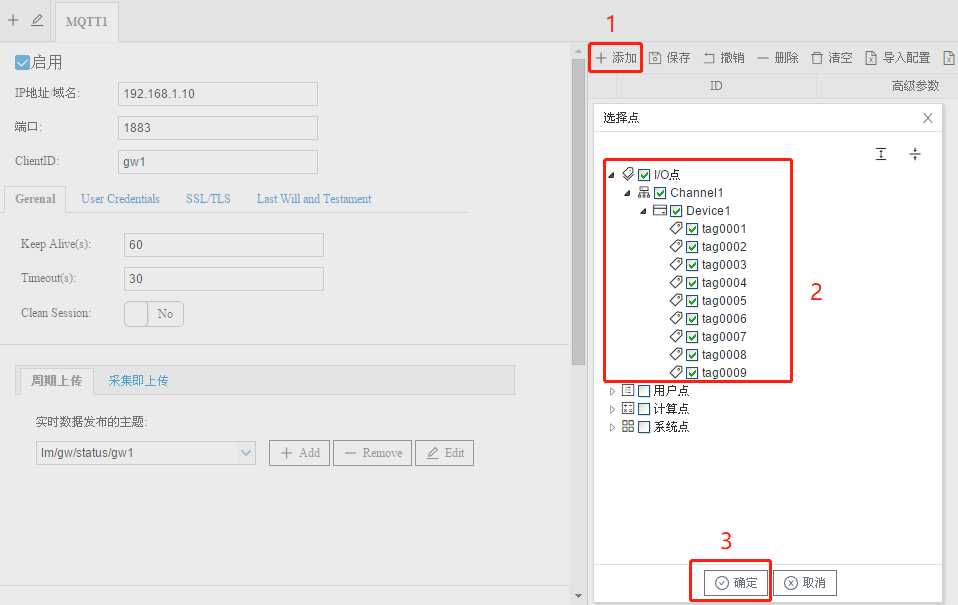 MQTT1
启用
IP地址/域名:
192.168.1.10
端口:
1883
ClientID:
gw1
Gerenal User Credentials SSL/TLS Last Will and Testament
Keep Alive(s):
60
Timeout(s):
30
Clean Session:
No
周期上传 采集即上传
实时数据发布的主题:
lm/gw/status/gw1
Add Remove Edit
1
添加 保存 撤销 删除 清空 导入配置
ID 高级参数
选择点
I/O点
Channel1
Device1
tag0001
tag0002
tag0003
tag0004
tag0005
tag0006
tag0007
tag0008
tag0009
2
用户点
计算点
系统点
3
确定 取消